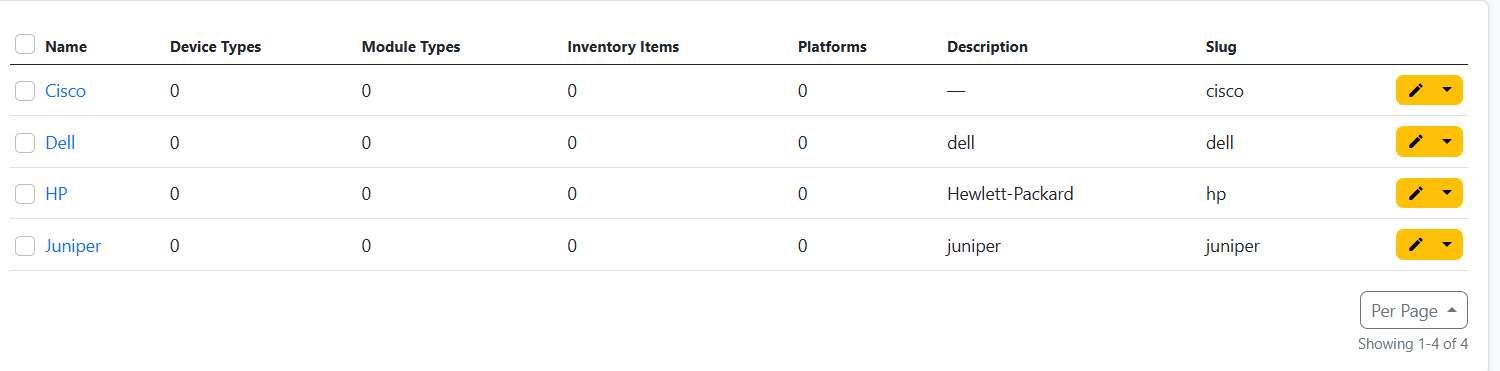 Name Device Types Module Types Inventory Items Platforms Description Slug
Cisco 0 0 0 0 — cisco
Dell 0 0 0 0 dell dell
HP 0 0 0 0 Hewlett-Packard hp
Juniper 0 0 0 0 juniper juniper
Per Page
Showing 1-4 of 4